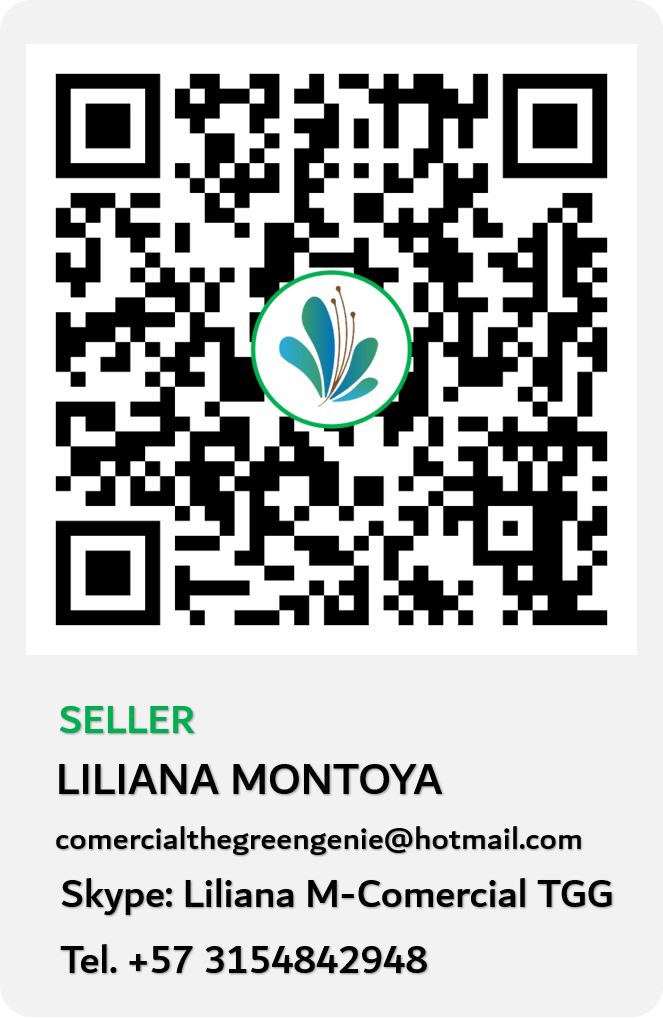 SELLER
LILIANA MONTOYA
comercialthegreengenie@hotmail.com
Skype: Liliana M-Comercial TGG
Tel. +57 3154842948